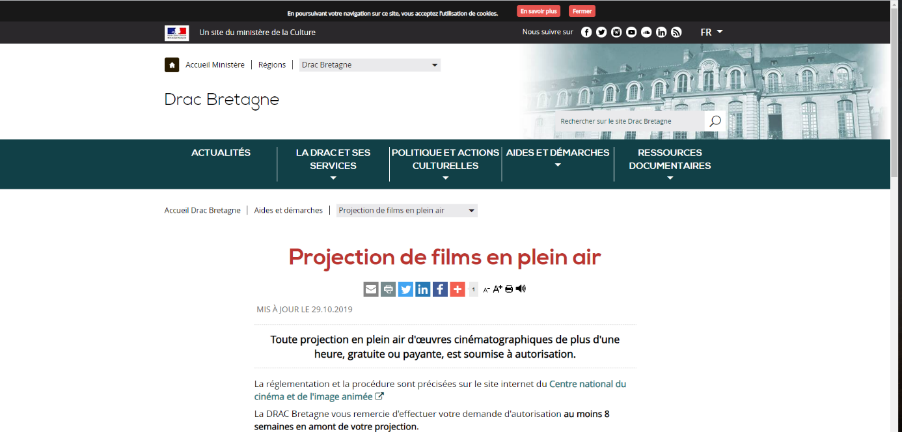 En poursuivant votre navigation sur ce site, vous acceptez l'utilisation de cookies. En savoir plus Fermer
Un site du ministère de la Culture Nous suivre sur FR
Accueil Ministère Régions Drac Bretagne
Drac Bretagne
Rechercher sur le site Drac Bretagne
ACTUALITÉS LA DRAC ET SES POLITIQUE ET ACTIONS AIDES ET DÉMARCHES RESSOURCES
SERVICES CULTURELLES DOCUMENTAIRES
Accueil Drac Bretagne Aides et démarches Projection de films en plein air
Projection de films en plein air
A- A+
MIS À JOUR LE 29.10.2019
Toute projection en plein air d'œuvres cinématographiques de plus d'une
heure, gratuite ou payante, est soumise à autorisation.
La réglementation et la procédure sont précisées sur le site internet du Centre national du
cinéma et de l'image animée
La DRAC Bretagne vous remercie d'effectuer votre demande d'autorisation au moins 8
semaines en amont de votre projection.